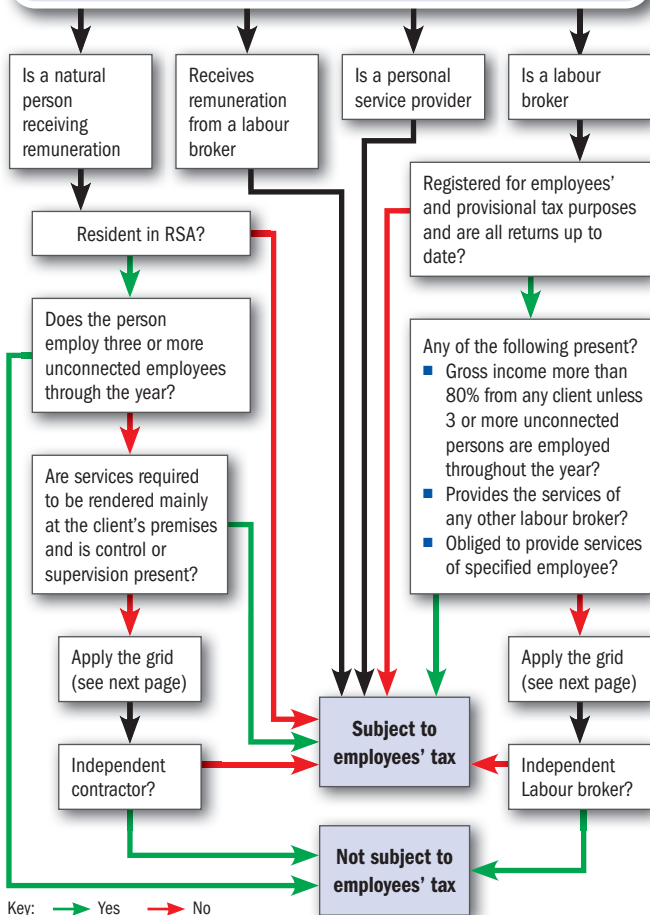 Is a natural
person
receiving
remuneration
Receives
remuneration
from a labour
broker
Is a personal
service provider
Is a labour
broker
Resident in RSA?
Registered for employees'
and provisional tax purposes
and are all returns up to
date?
Does the person
employ three or more
unconnected employees
through the year?
Any of the following present?
Gross income more than
80% from any client unless
3 or more unconnected
persons are employed
throughout the year?
Provides the services of
any other labour broker?
Obliged to provide services
of specified employee?
Are services required
to be rendered mainly
at the client's premises
and is control or
supervision present?
Apply the grid
(see next page)
Apply the grid
(see next page)
Independent
contractor?
Subject to
employees' tax
Independent
Labour broker?
Not subject to
employees' tax
Key: Yes No